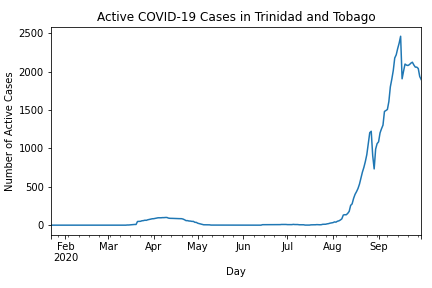 Active COVID-19 Cases in Trinidad and Tobago
Number of Active Cases
2500
2000
1500
1000
500
0
Feb Mar Apr May Jun Jul Aug Sep
2020
Day